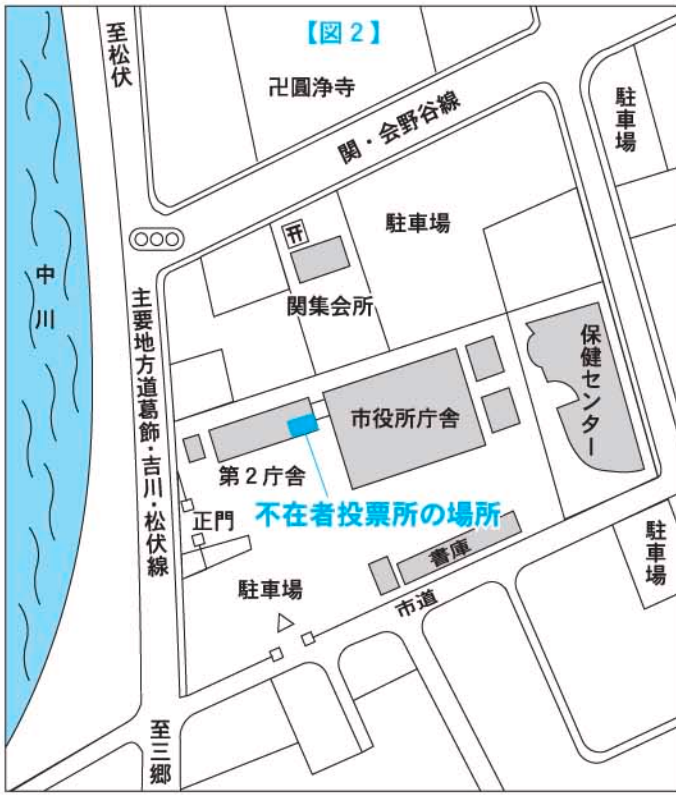 【図2】
至松伏
卍圓浄寺
関・会野谷線
駐車場
駐車場
中川
関集会所
主要地方道葛飾・吉川・松伏線
保健センター
市役所庁舎
第2庁舎
正門
不在者投票所の場所
書庫
駐車場
駐車場
市道
至三郷